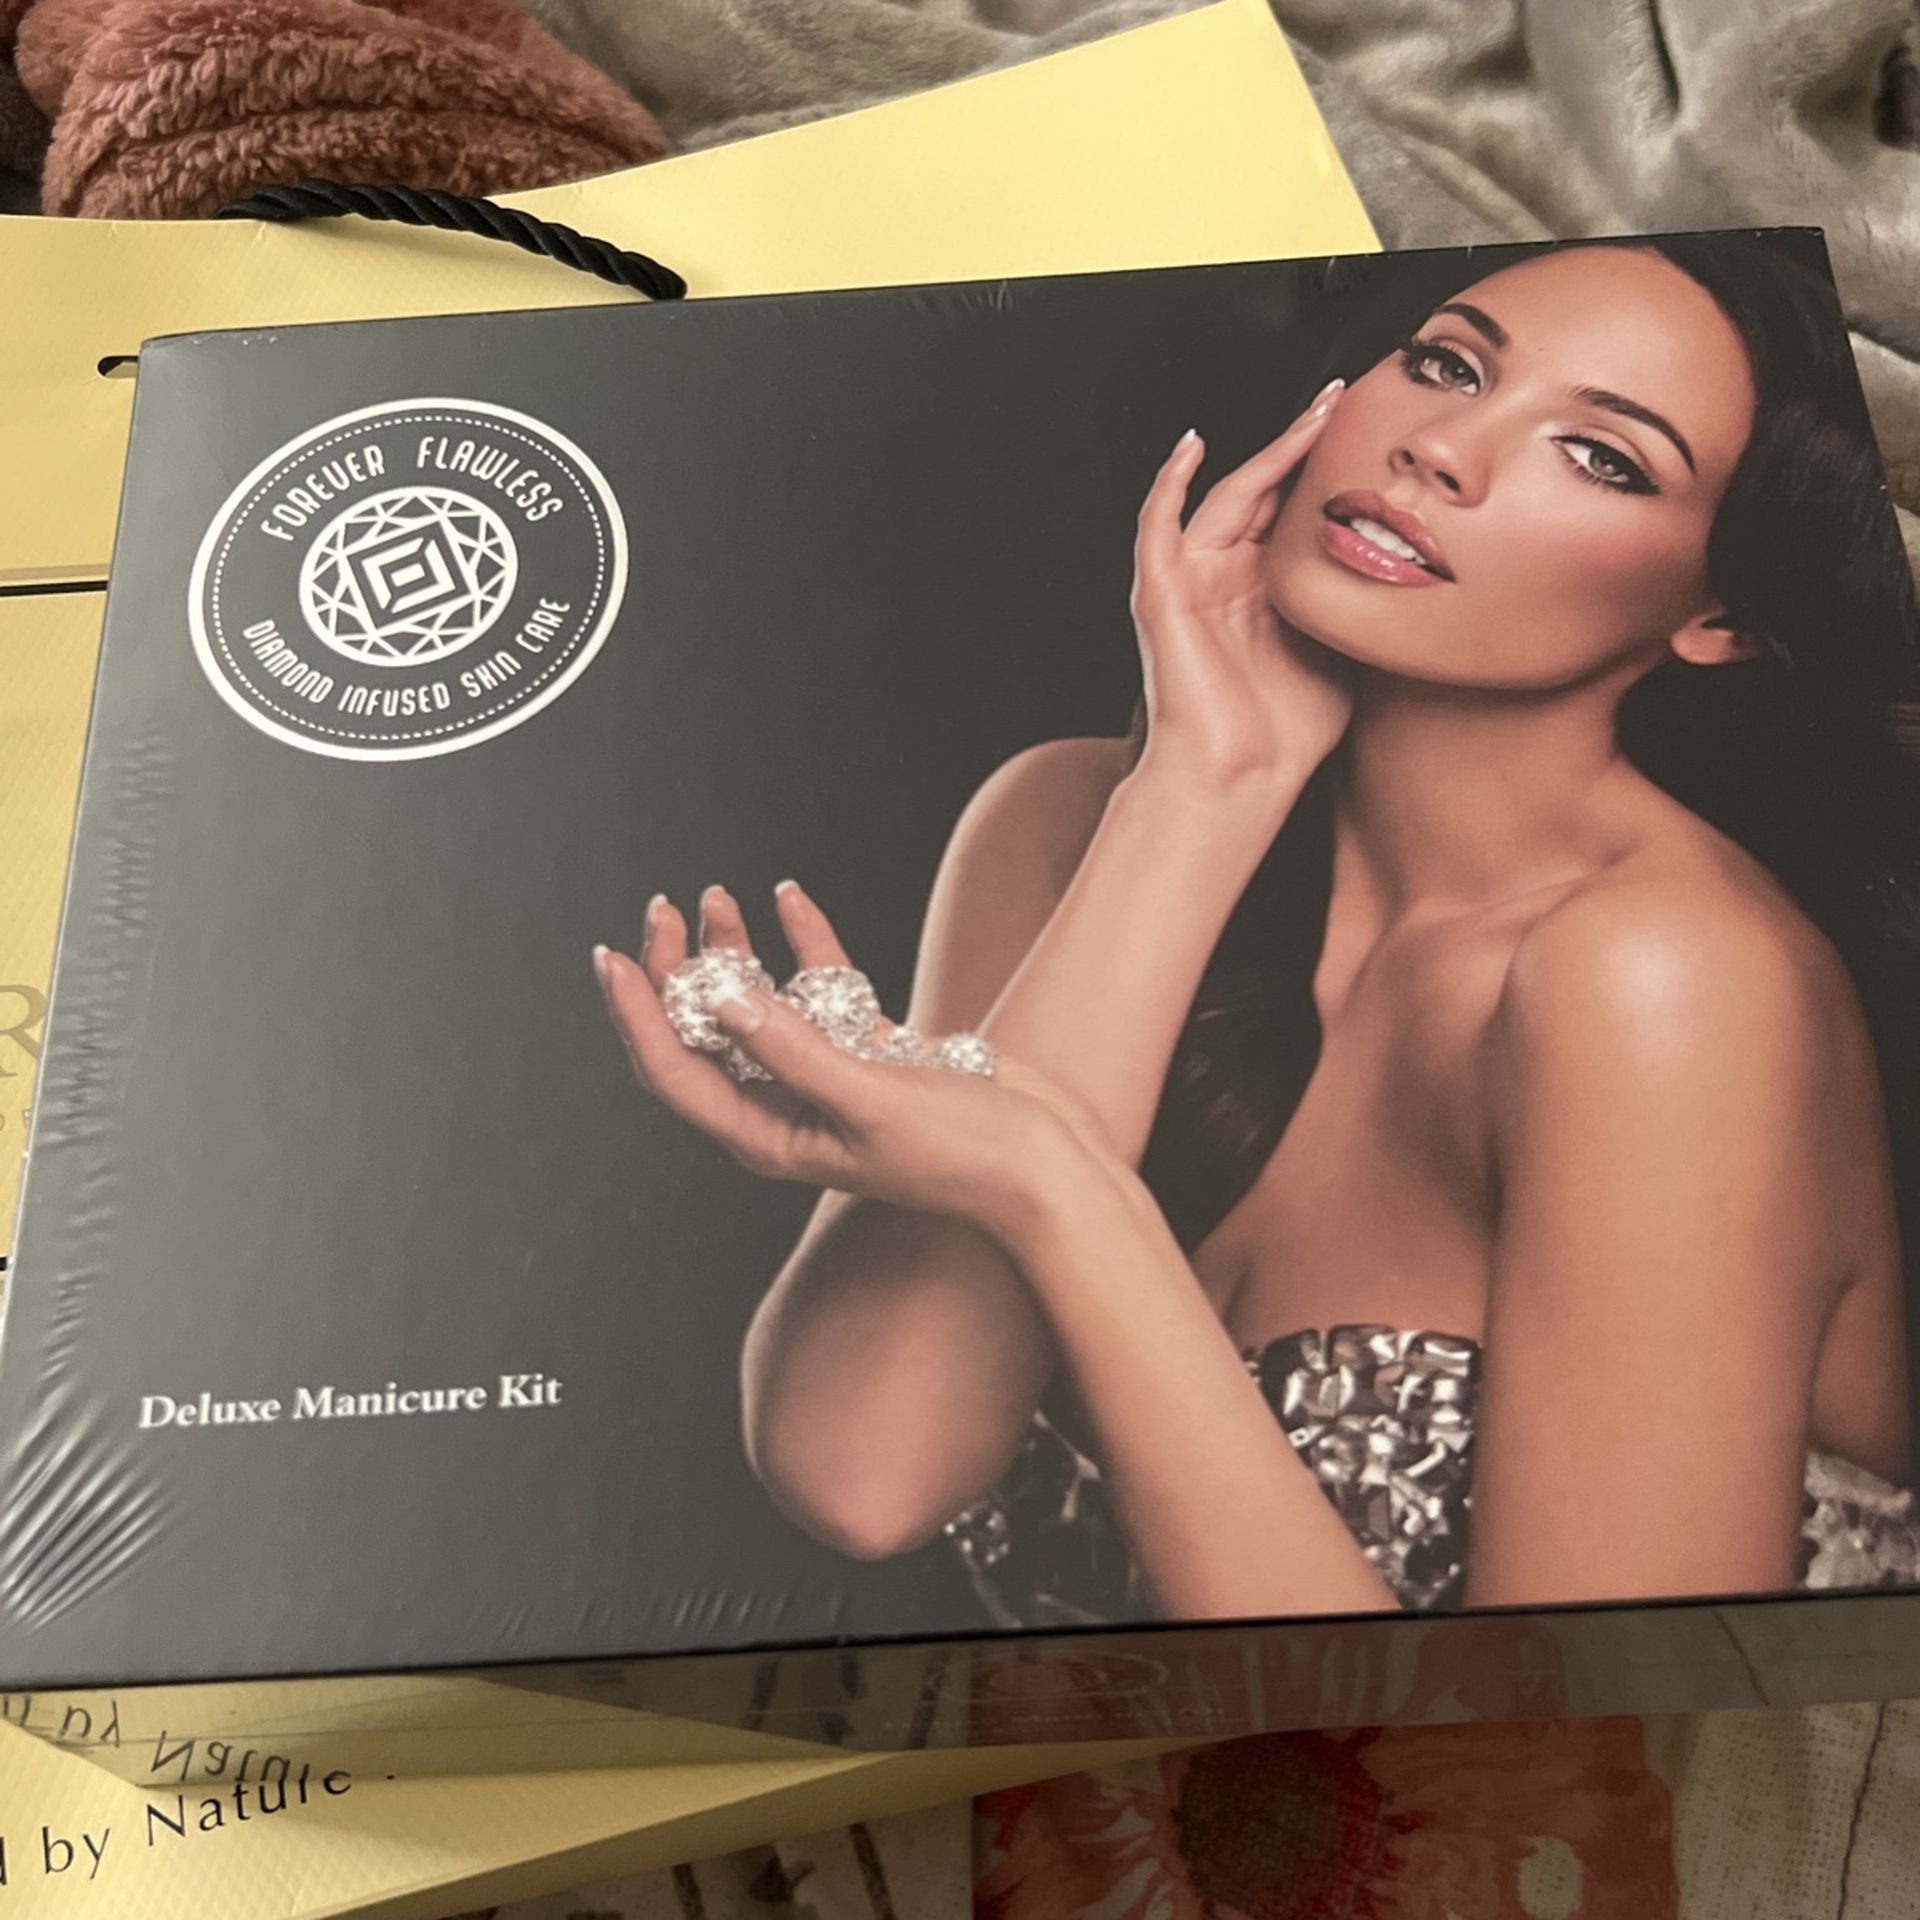 FOREVER FLAWLESS
DIAMOND INFUSED SKIN CARE
Deluxe Manicure Kit
by Nature